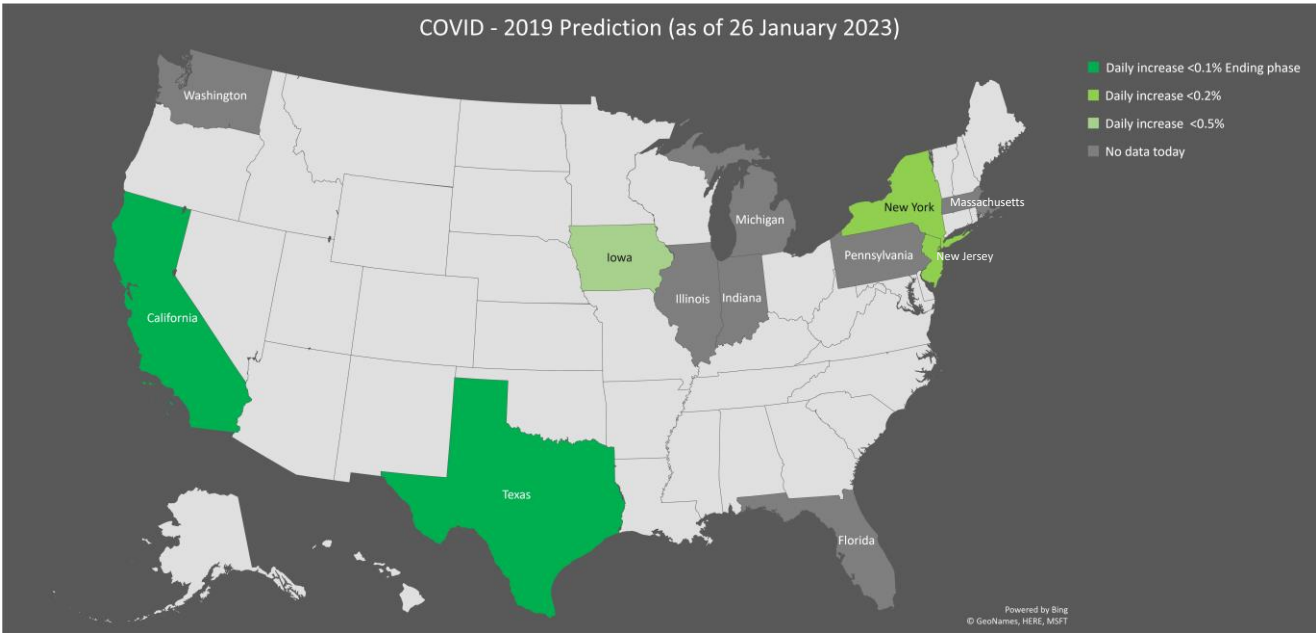 COVID - 2019 Prediction (as of 26 January 2023)
Daily increase <0.1% Ending phase
Daily increase <0.2%
Daily increase <0.5%
No data today
Washington
Michigan
New York
Massachusetts
Pennsylvania
New Jersey
Iowa
Illinois
Indiana
California
Texas
Florida
Powered by Bing
© GeoNames, HERE, MSFT